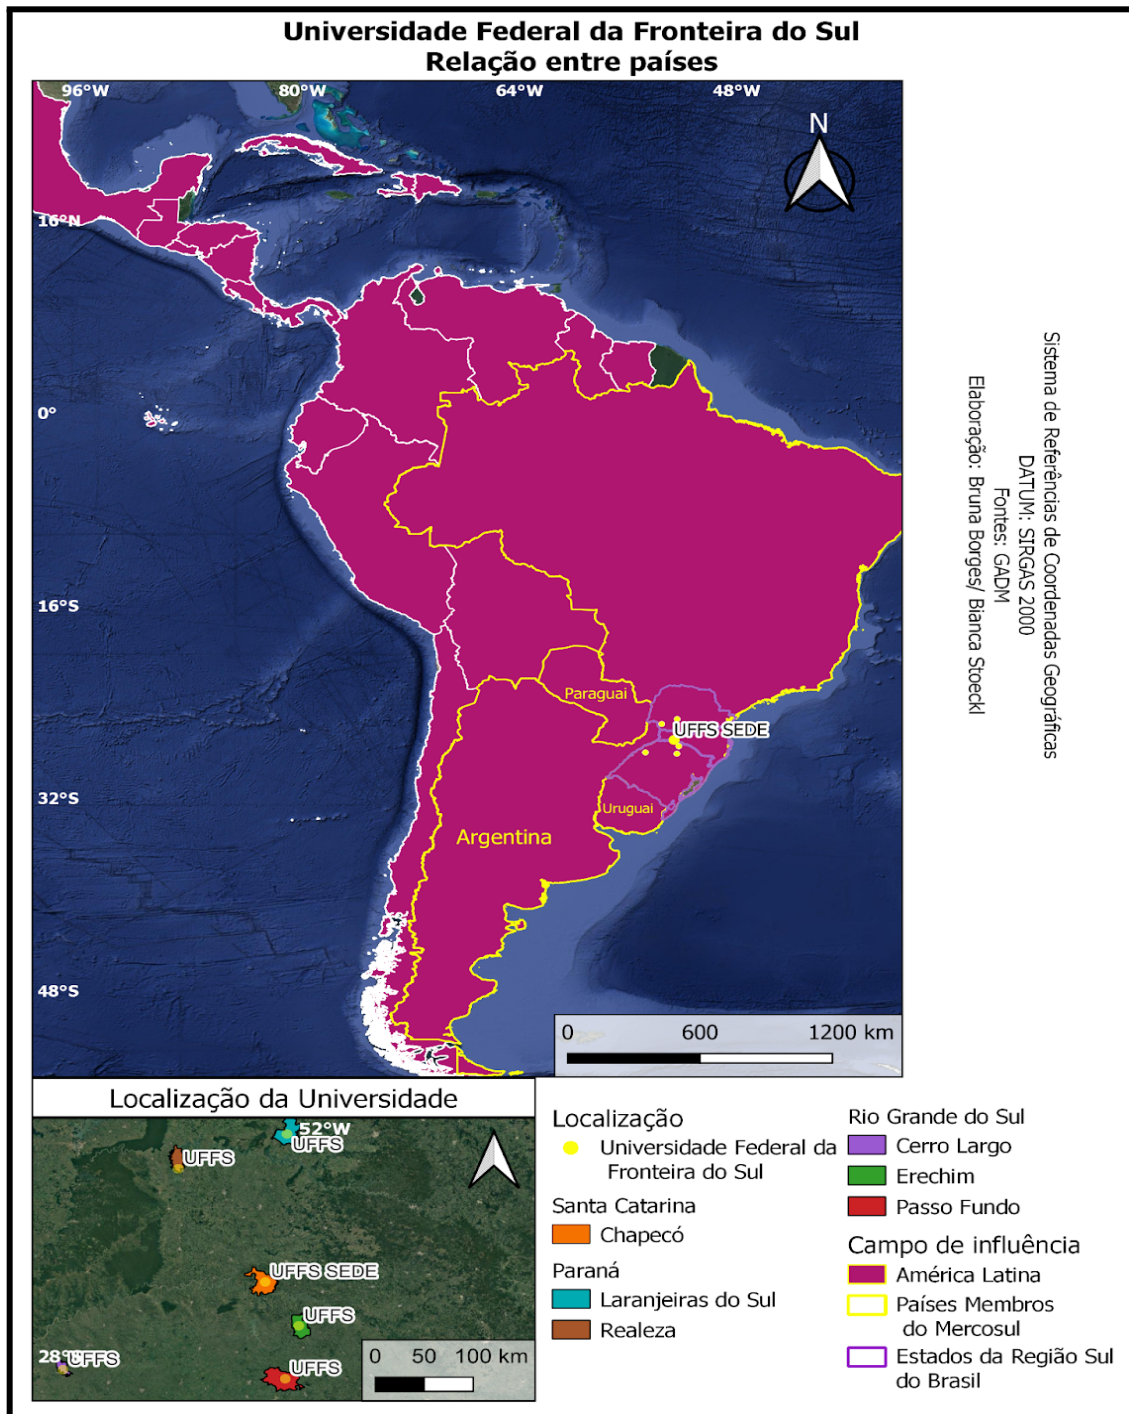 Universidade Federal da Fronteira do Sul
Relação entre países
96°W
80°W
64°W
48°W
N
16°N
0°
16°S
32°S
48°S
Paraguai
UFFS SEDE
Uruguai
Argentina
0 600 1200 km
Sistema de Referências de Coordenadas Geográficas
DATUM: SIRGAS 2000
Fontes: GADM
Elaboração: Bruna Borges/ Bianca Stoeckl
Localização da Universidade
52°W
UFFS
UFFS
UFFS SEDE
UFFS
28°S
UFFS
UFFS
0 50 100 km
Localização
Universidade Federal da
Fronteira do Sul
Santa Catarina
Chapecó
Paraná
Laranjeiras do Sul
Realeza
Rio Grande do Sul
Cerro Largo
Erechim
Passo Fundo
Campo de influência
América Latina
Países Membros
do Mercosul
Estados da Região Sul
do Brasil